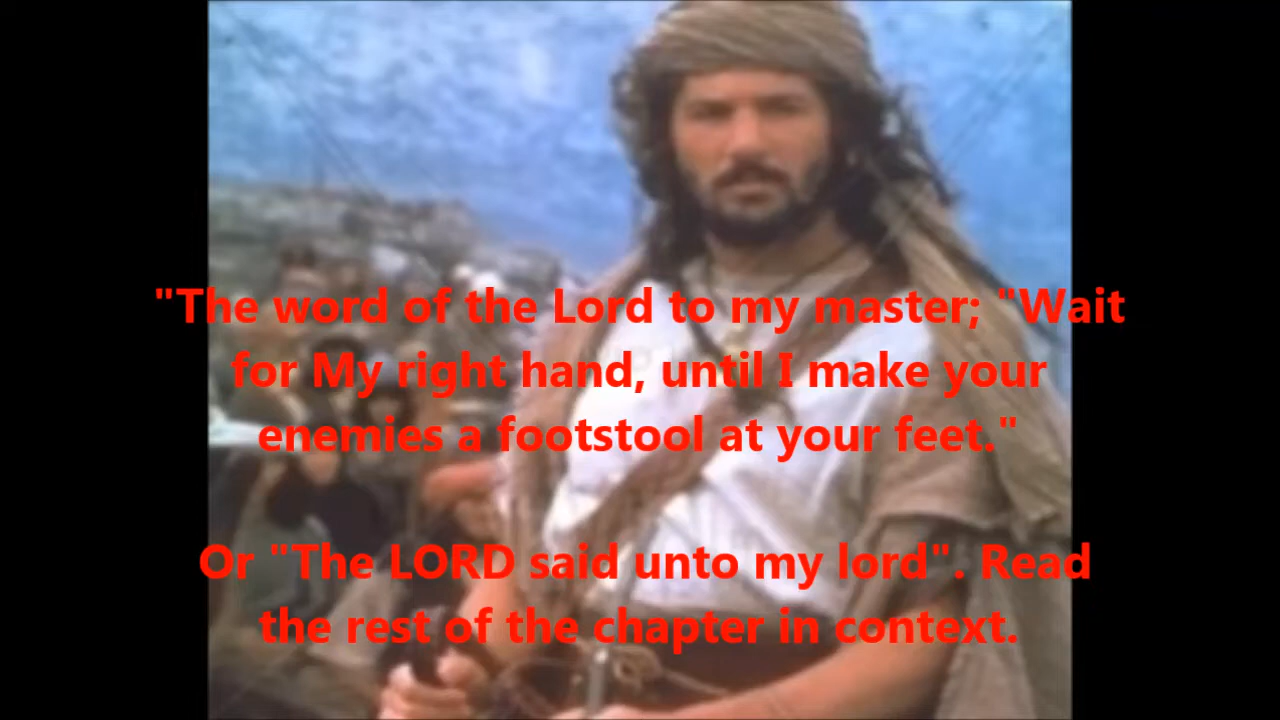 "The word of the Lord to my master; "Wait
for My right hand, until I make your
enemies a footstool at your feet."
Or "The LORD said unto my lord". Read
the rest of the chapter in context.